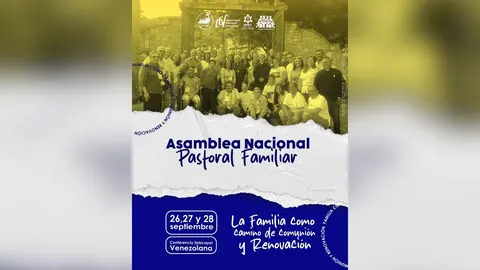 Asamblea Nacional
Pastoral Familiar
26,27 y 28
septiembre
Conferencia Episcopal
Venezolana
La Familia como
camino de comunión
y Renovación